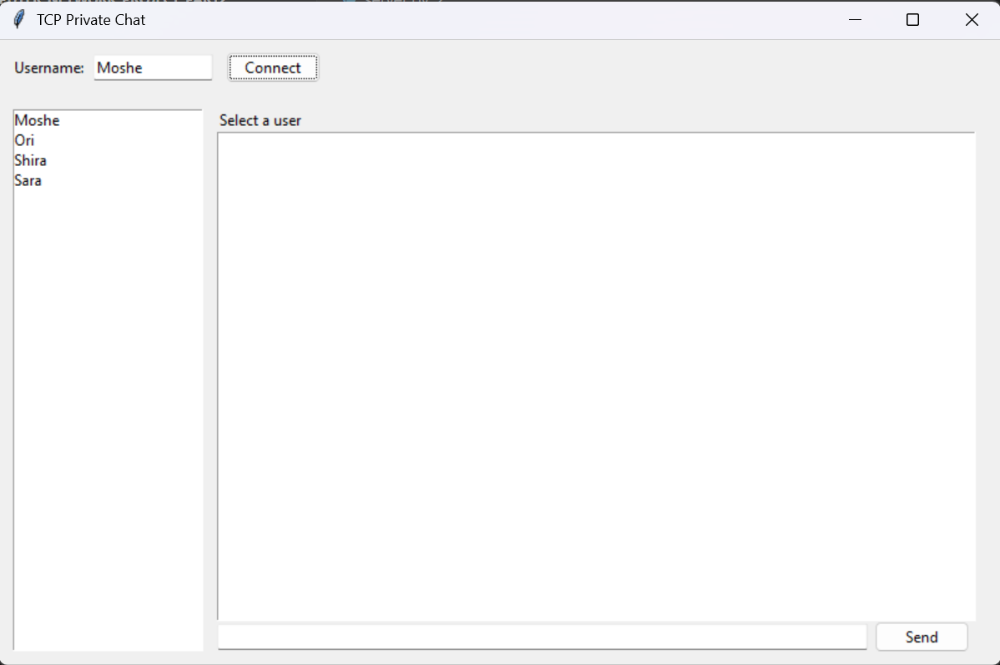 TCP Private Chat
Username: Moshe Connect
Moshe
Ori
Shira
Sara
Select a user
Send